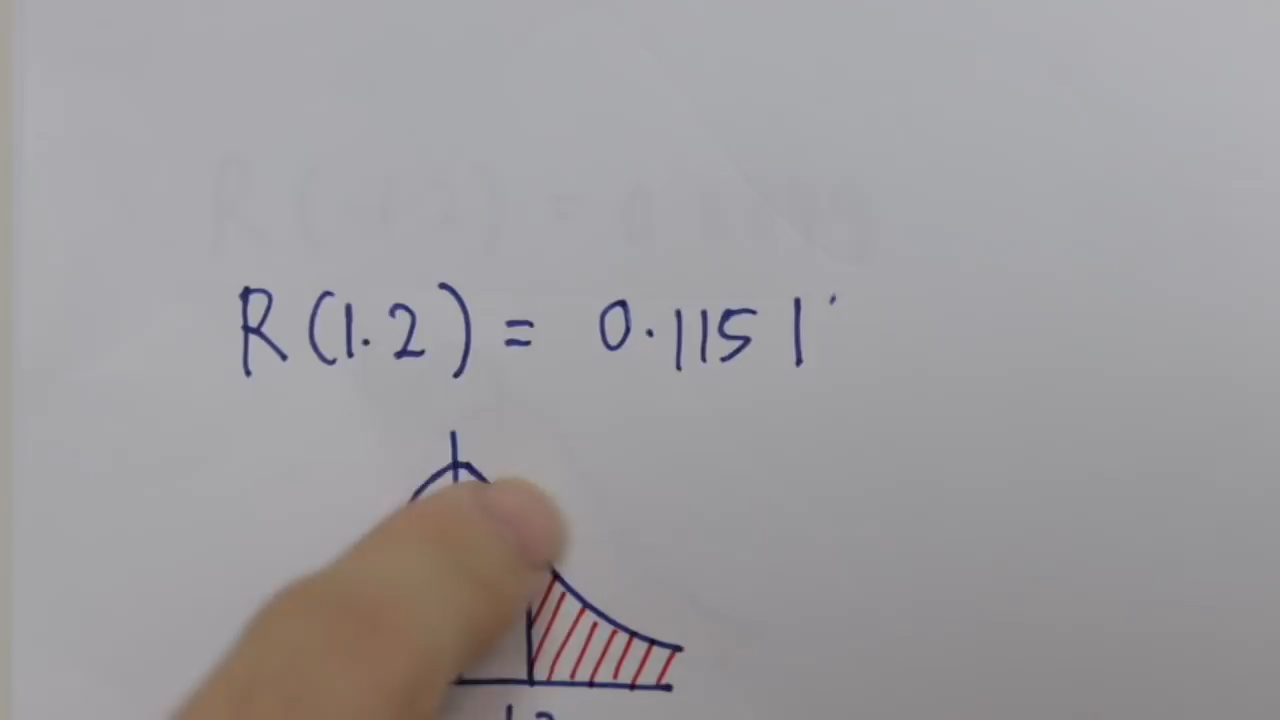 R(1.2) = 0.1151